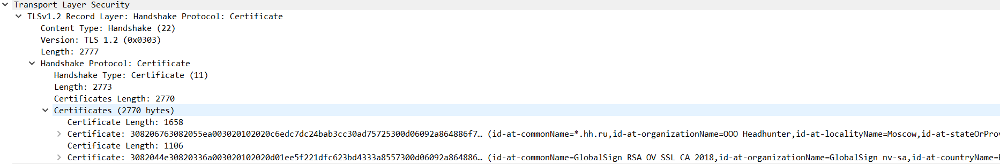 Transport Layer Security
TLSv1.2 Record Layer: Handshake Protocol: Certificate
Content Type: Handshake (22)
Version: TLS 1.2 (0x0303)
Length: 2777
Handshake Protocol: Certificate
Handshake Type: Certificate (11)
Length: 2773
Certificates Length: 2770
Certificates (2770 bytes)
Certificate Length: 1658
Certificate: 308206763082055ea003020102020c6edc7dc24bab3cc30ad75725300d06092a864886f7… (id-at-commonName=*.hh.ru,id-at-organizationName=OOO Headhunter,id-at-localityName=Moscow,id-at-stateOrProv
Certificate Length: 1106
Certificate: 3082044e30820336a003020102020d01ee5f221dfc623bd4333a8557300d06092a864886… (id-at-commonName=GlobalSign RSA OV SSL CA 2018,id-at-organizationName=GlobalSign nv-sa,id-at-countryName=